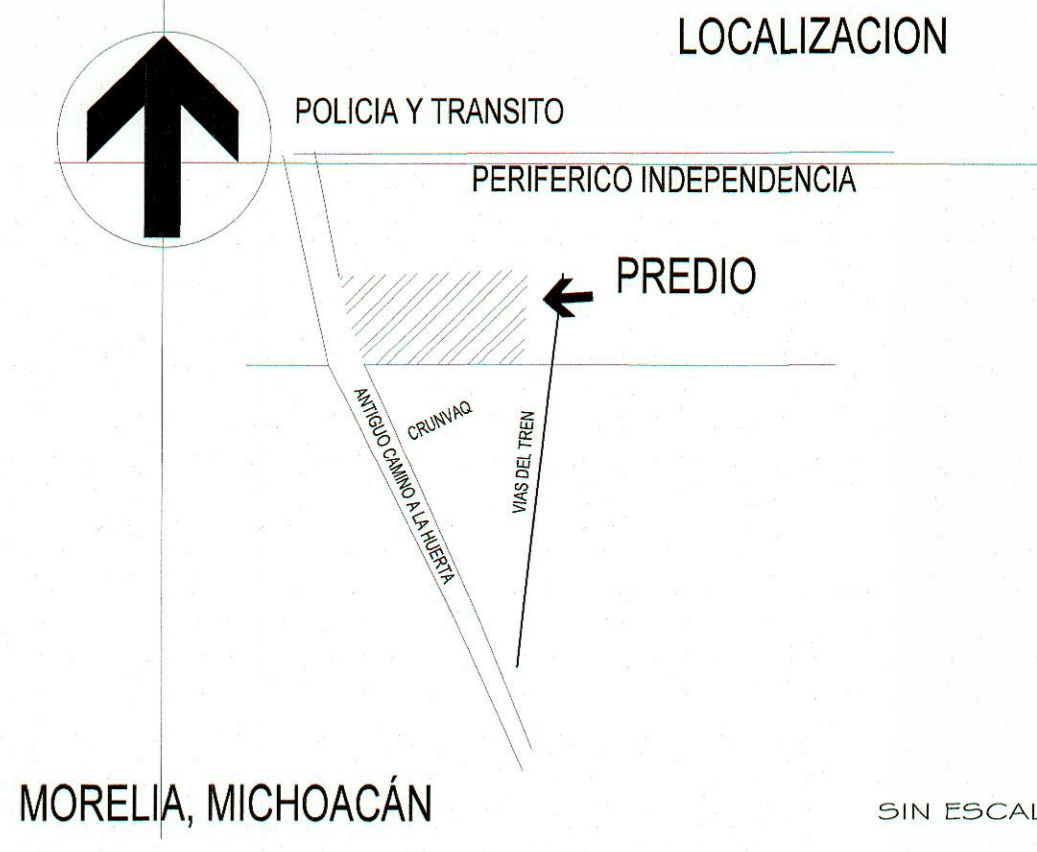 LOCALIZACION
POLICIA Y TRANSITO
PERIFERICO INDEPENDENCIA
PREDIO
ANTIGUO CAMINO A LA HUERTA
CRUNVAQ
VIAS DEL TREN
MORELIA, MICHOACÁN
SIN ESCAL